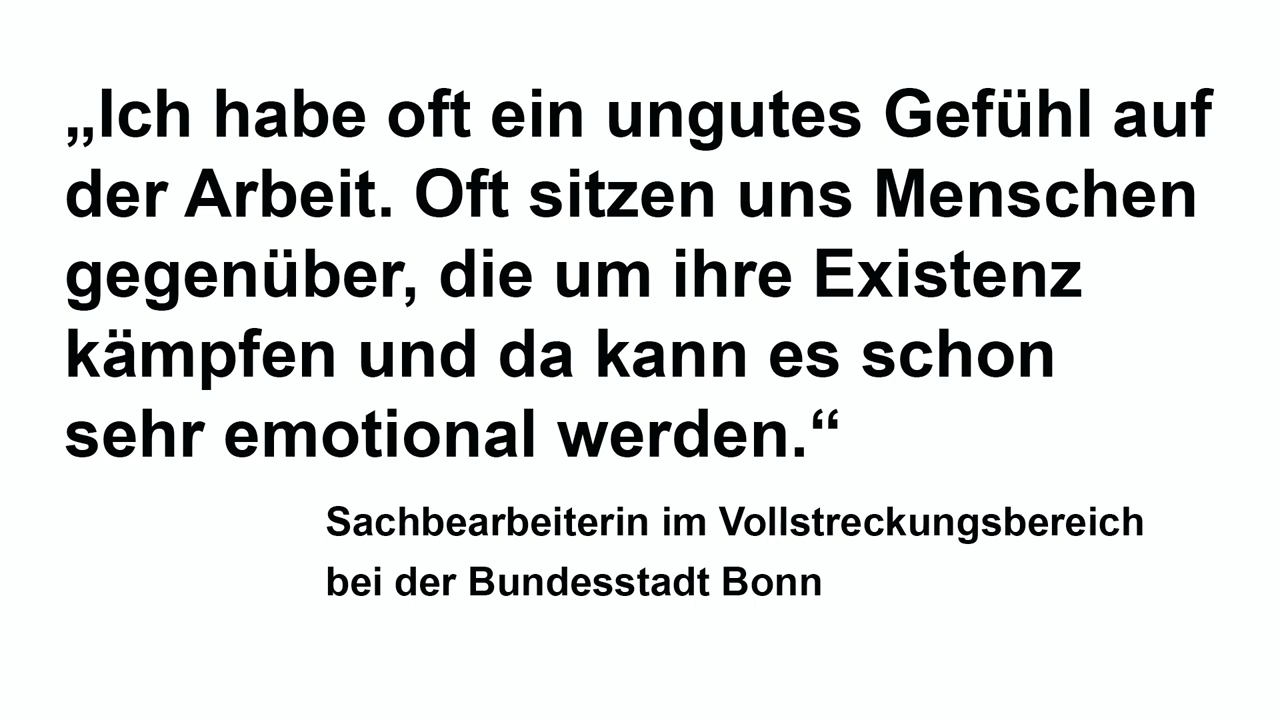 „Ich habe oft ein ungutes Gefühl auf
der Arbeit. Oft sitzen uns Menschen
gegenüber, die um ihre Existenz
kämpfen und da kann es schon
sehr emotional werden.“
Sachbearbeiterin im Vollstreckungsbereich
bei der Bundesstadt Bonn